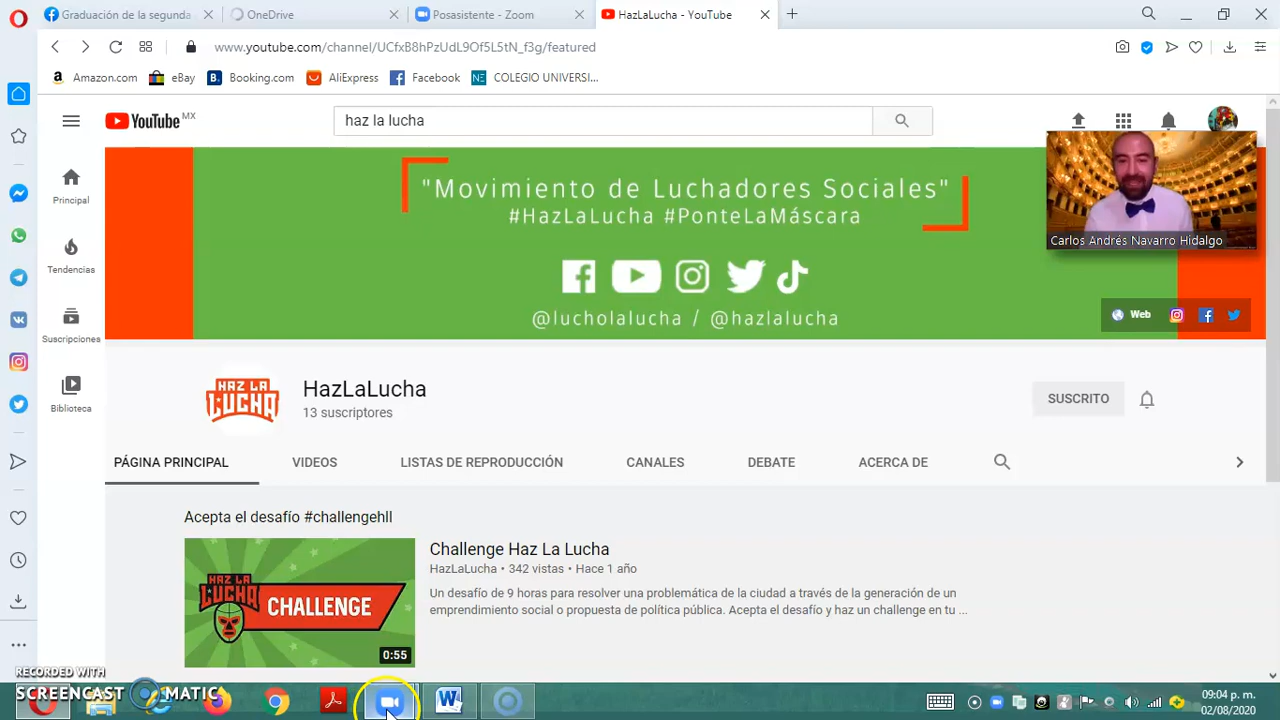 Graduación de la segunda
OneDrive
Posasistente - Zoom
HazLaLucha - YouTube
www.youtube.com/channel/UCfxB8hPzUdL9Of5L5tN_f3g/featured
Amazon.com
eBay
Booking.com
AliExpress
Facebook
COLEGIO UNIVERSI...
YouTube MX
haz la lucha
"Movimiento de Luchadores Sociales"
#HazLaLucha #PonteLaMáscara
@lucholalucha / @hazlalucha
Carlos Andrés Navarro Hidalgo
Web
Principal
Tendencias
Suscripciones
Biblioteca
HAZ LA LUCHA
HazLaLucha
13 suscriptores
SUSCRITO
PÁGINA PRINCIPAL
VIDEOS
LISTAS DE REPRODUCCIÓN
CANALES
DEBATE
ACERCA DE
Acepta el desafío #challengehll
HAZ LA LUCHA
CHALLENGE
0:55
Challenge Haz La Lucha
HazLaLucha • 342 vistas • Hace 1 año
Un desafío de 9 horas para resolver una problemática de la ciudad a través de la generación de
emprendimiento social o propuesta de política pública. Acepta el desafío y haz un challenge en tu ...
RECORDED WITH
SCREENCAST MATIC
09:04 p. m.
02/08/2020